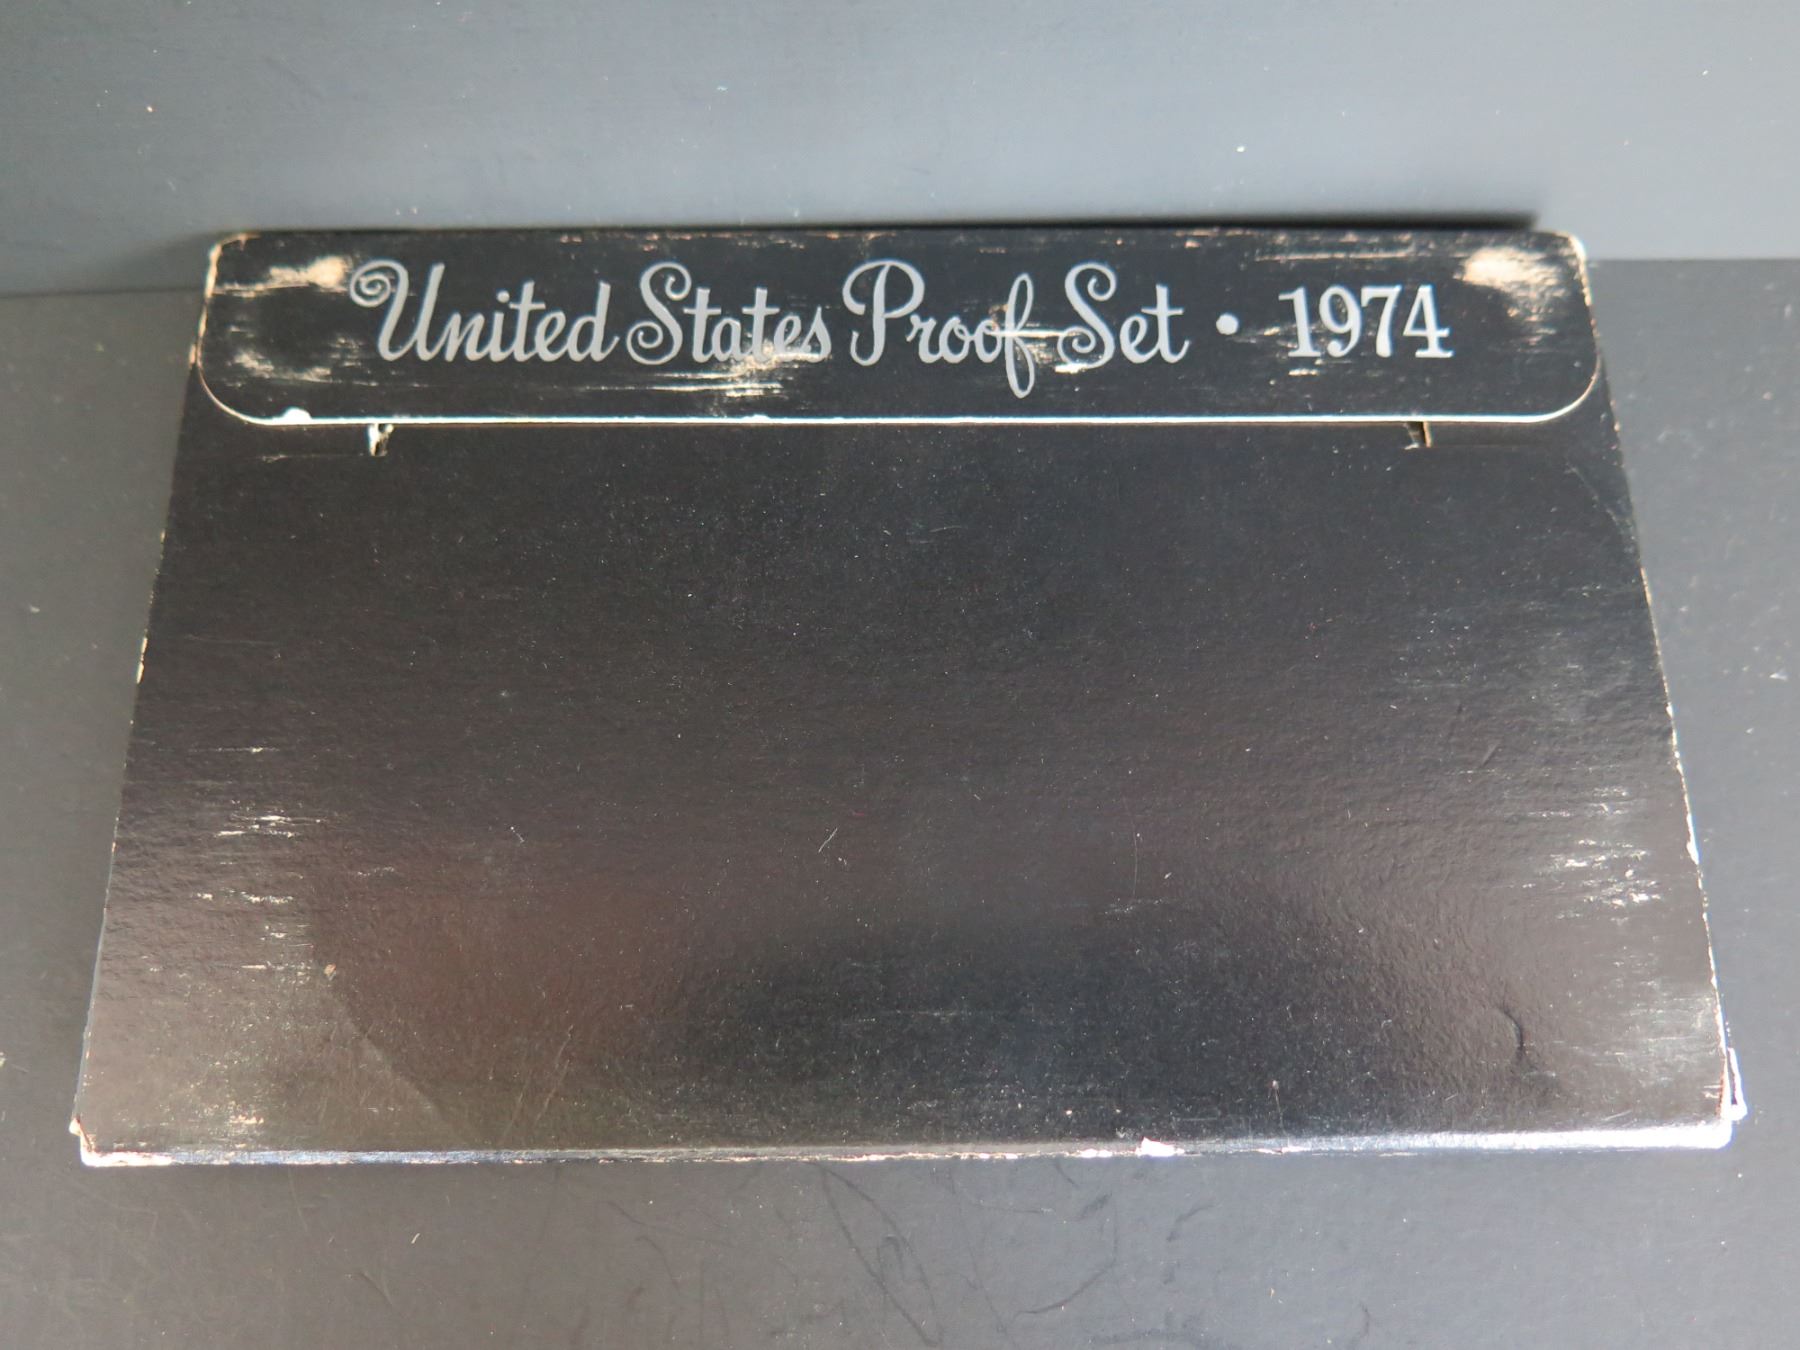 United States Proof Set • 1974